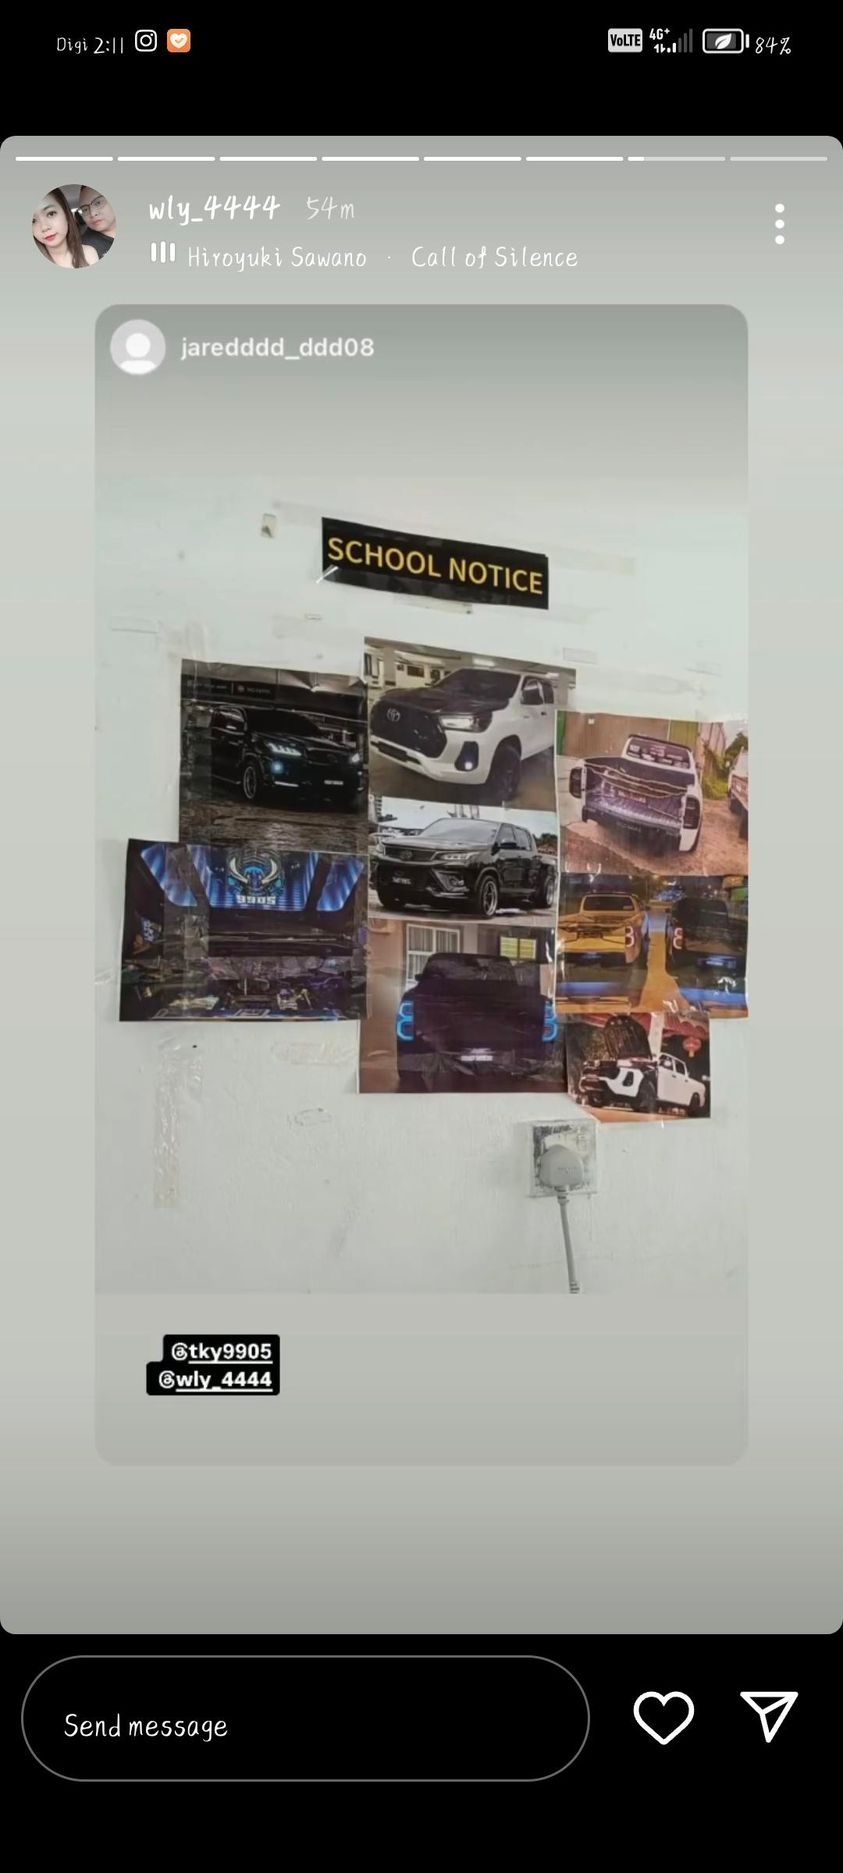 Digi 2:11
VoLTE 4G+ 84%
wly_4444 54m
Hiroyuki Sawano · Call of Silence
jaredddd_ddd08
SCHOOL NOTICE
9905
@tky9905
@wly_4444
Send message